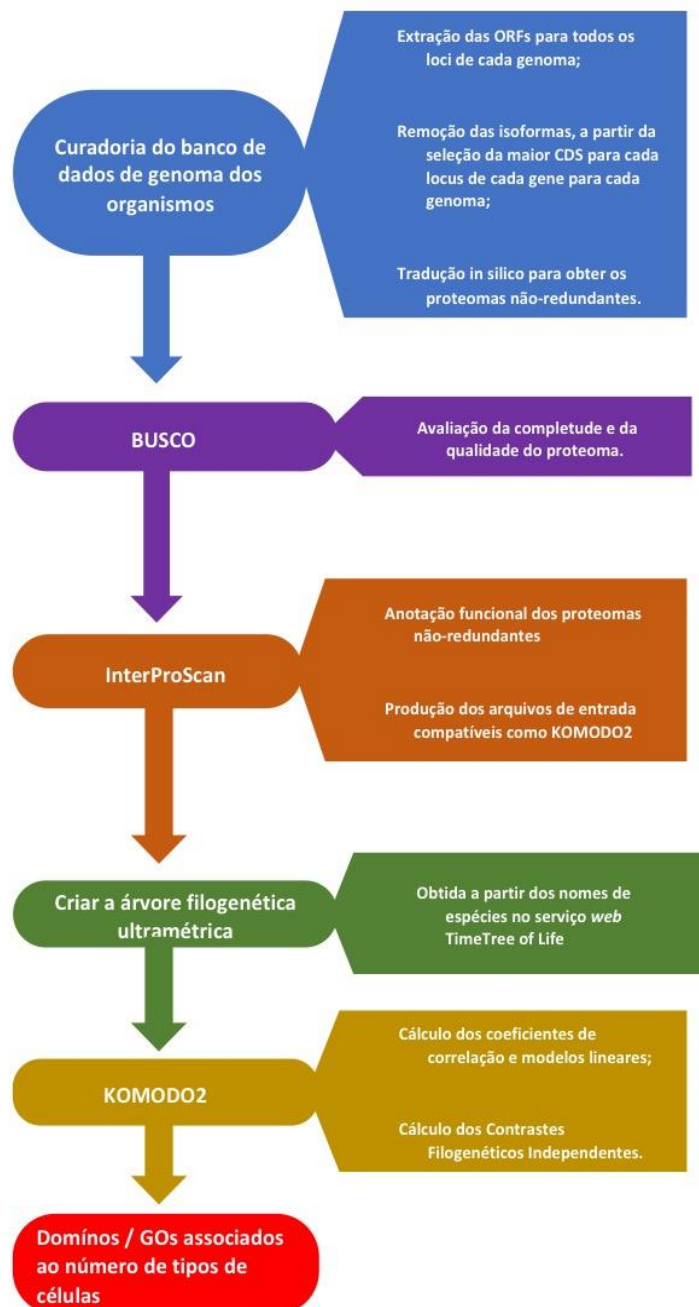 Extração das ORFs para todos os
loci de cada genoma;
Curadoria do banco de
dados de genoma dos
organismos
Remoção das isoformas, a partir da
seleção da maior CDS para cada
locus de cada gene para cada
genoma;
Tradução in silico para obter os
proteomas não-redundantes.
BUSCO
Avaliação da completude e da
qualidade do proteoma.
InterProScan
Anotação funcional dos proteomas
não-redundantes
Produção dos arquivos de entrada
compatíveis como KOMODO2
Criar a árvore filogenética
ultramétrica
Obtida a partir dos nomes de
espécies no serviço web
TimeTree of Life
KOMODO2
Cálculo dos coeficientes de
correlação e modelos lineares;
Cálculo dos Contrastes
Filogenéticos Independentes.
Domínos / GOs associados
ao número de tipos de
células